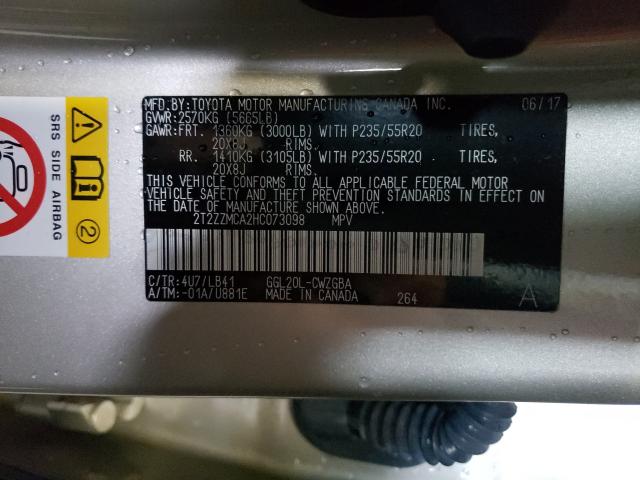 MFD.BY:TOYOTA MOTOR MANUFACTURING CANADA INC. 06/17
GVWR:2570KG (5665LB)
GAWR:FRT. 1360KG (3000LB) WITH P235/55R20 TIRES,
20X8J RIMS.
RR. 1410KG (3105LB) WITH P235/55R20 TIRES,
20X8J RIMS.
THIS VEHICLE CONFORMS TO ALL APPLICABLE FEDERAL MOTOR
VEHICLE SAFETY AND THEFT PREVENTION STANDARDS IN EFFECT ON
THE DATE OF MANUFACTURE SHOWN ABOVE.
2T2ZZMCA2HC073098 MPV
C/TR:4U7/LB41 GGL20L-CWZGBA
A/TM:-01A/U881E MADE IN CANADA 264 A
SRS SIDE AIRBAG
2